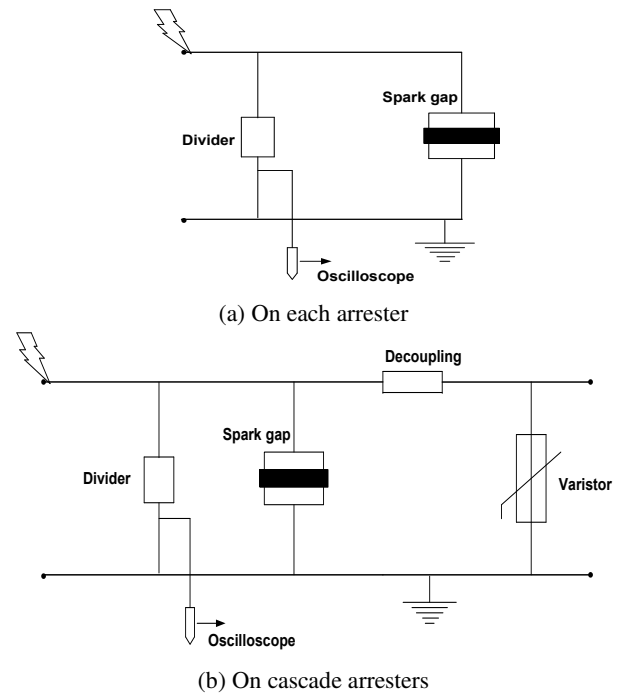 Spark gap
Divider
Oscilloscope
(a) On each arrester
Decoupling
Spark gap
Divider
Varistor
Oscilloscope
(b) On cascade arresters